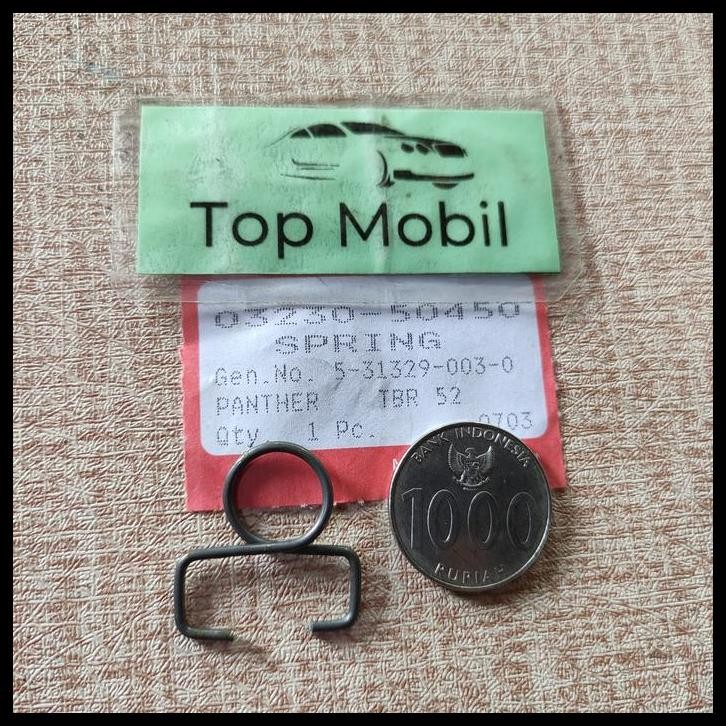 Top Mobil
03230-50450
SPRING
Gen.No. 5-31329-003-0
PANTHER TBR 52
Qty 1 Pc. 0703
BANK INDONESIA
1000
RUPIAH